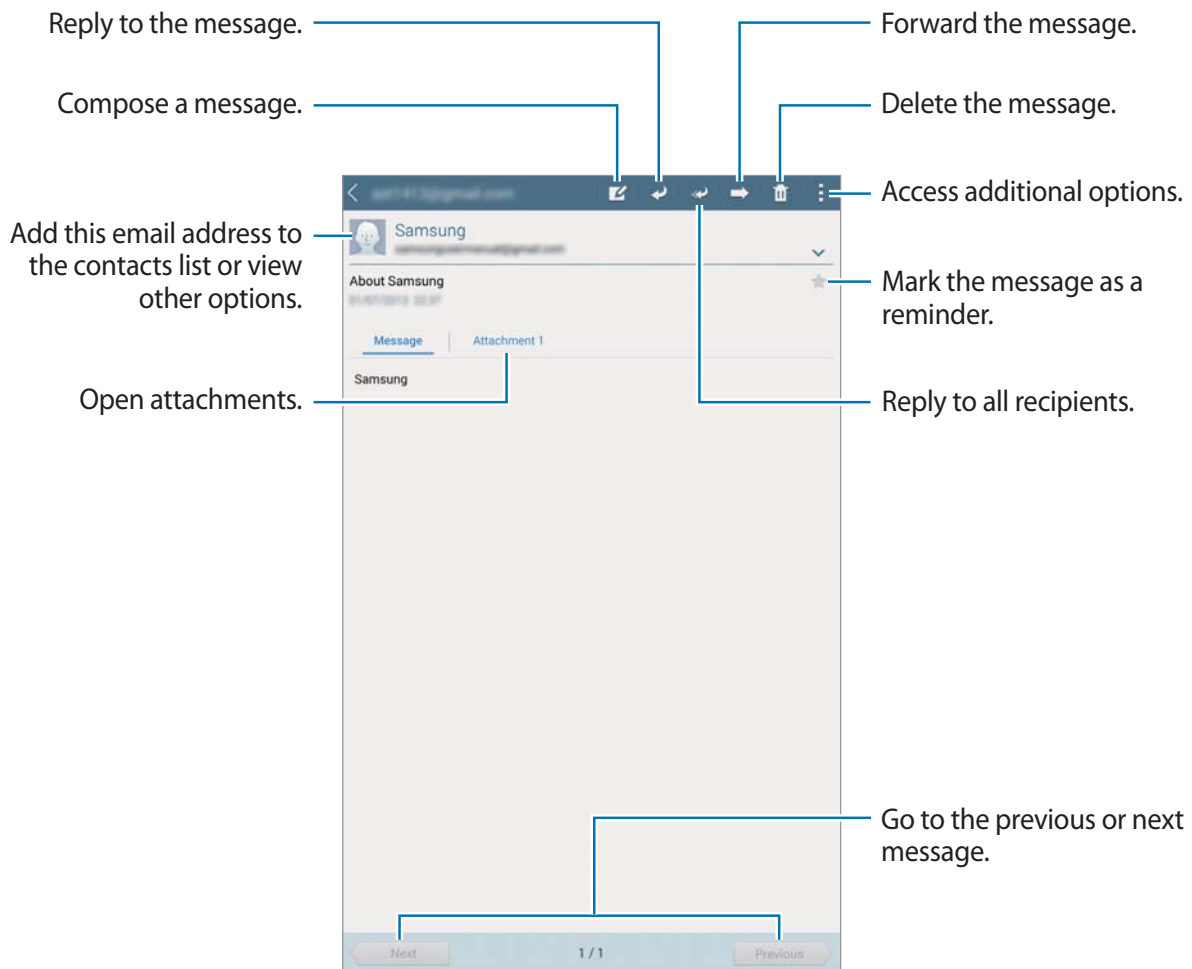 Reply to the message.
Forward the message.
Compose a message.
Delete the message.
Access additional options.
Add this email address to
the contacts list or view
other options.
Samsung
About Samsung
Mark the message as a
reminder.
Message
Attachment 1
Samsung
Open attachments.
Reply to all recipients.
Go to the previous or next
message.
Next
1 / 1
Previous